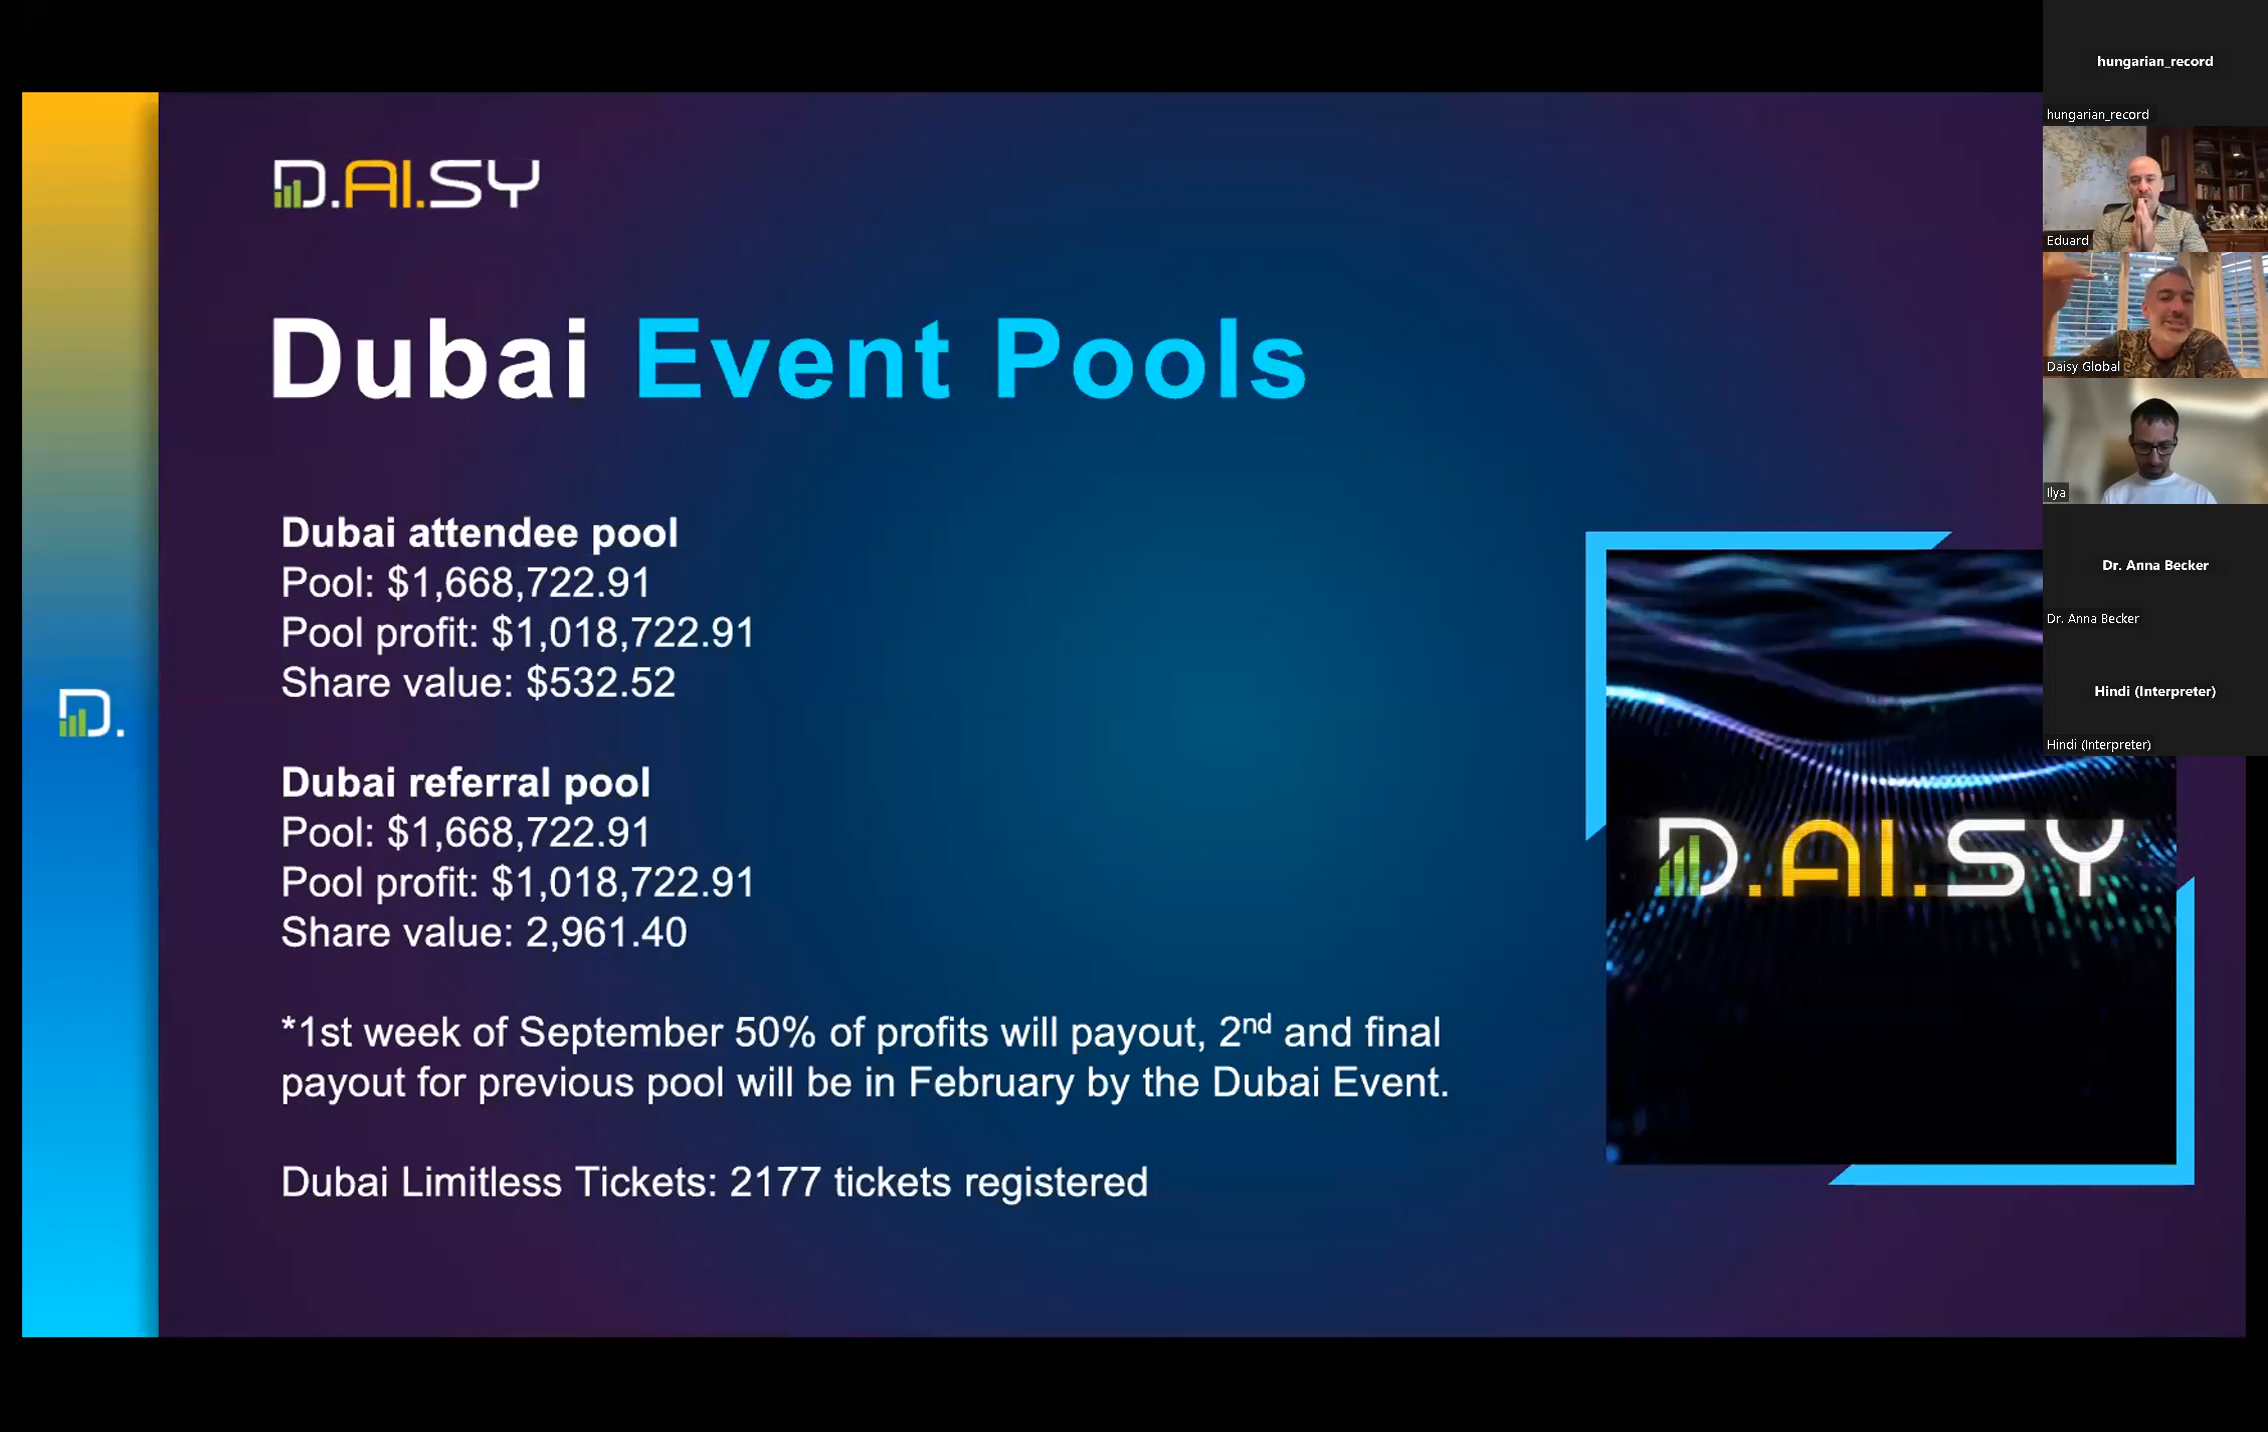 D.AI.SY
Dubai Event Pools
Dubai attendee pool
Pool: $1,668,722.91
Pool profit: $1,018,722.91
Share value: $532.52
Dubai referral pool
Pool: $1,668,722.91
Pool profit: $1,018,722.91
Share value: 2,961.40
*1st week of September 50% of profits will payout, 2nd and final
payout for previous pool will be in February by the Dubai Event.
Dubai Limitless Tickets: 2177 tickets registered
D.
D.AI.SY
hungarian_record
hungarian_record
Eduard
Daisy Global
Ilya
Dr. Anna Becker
Dr. Anna Becker
Hindi (Interpreter)
Hindi (Interpreter)